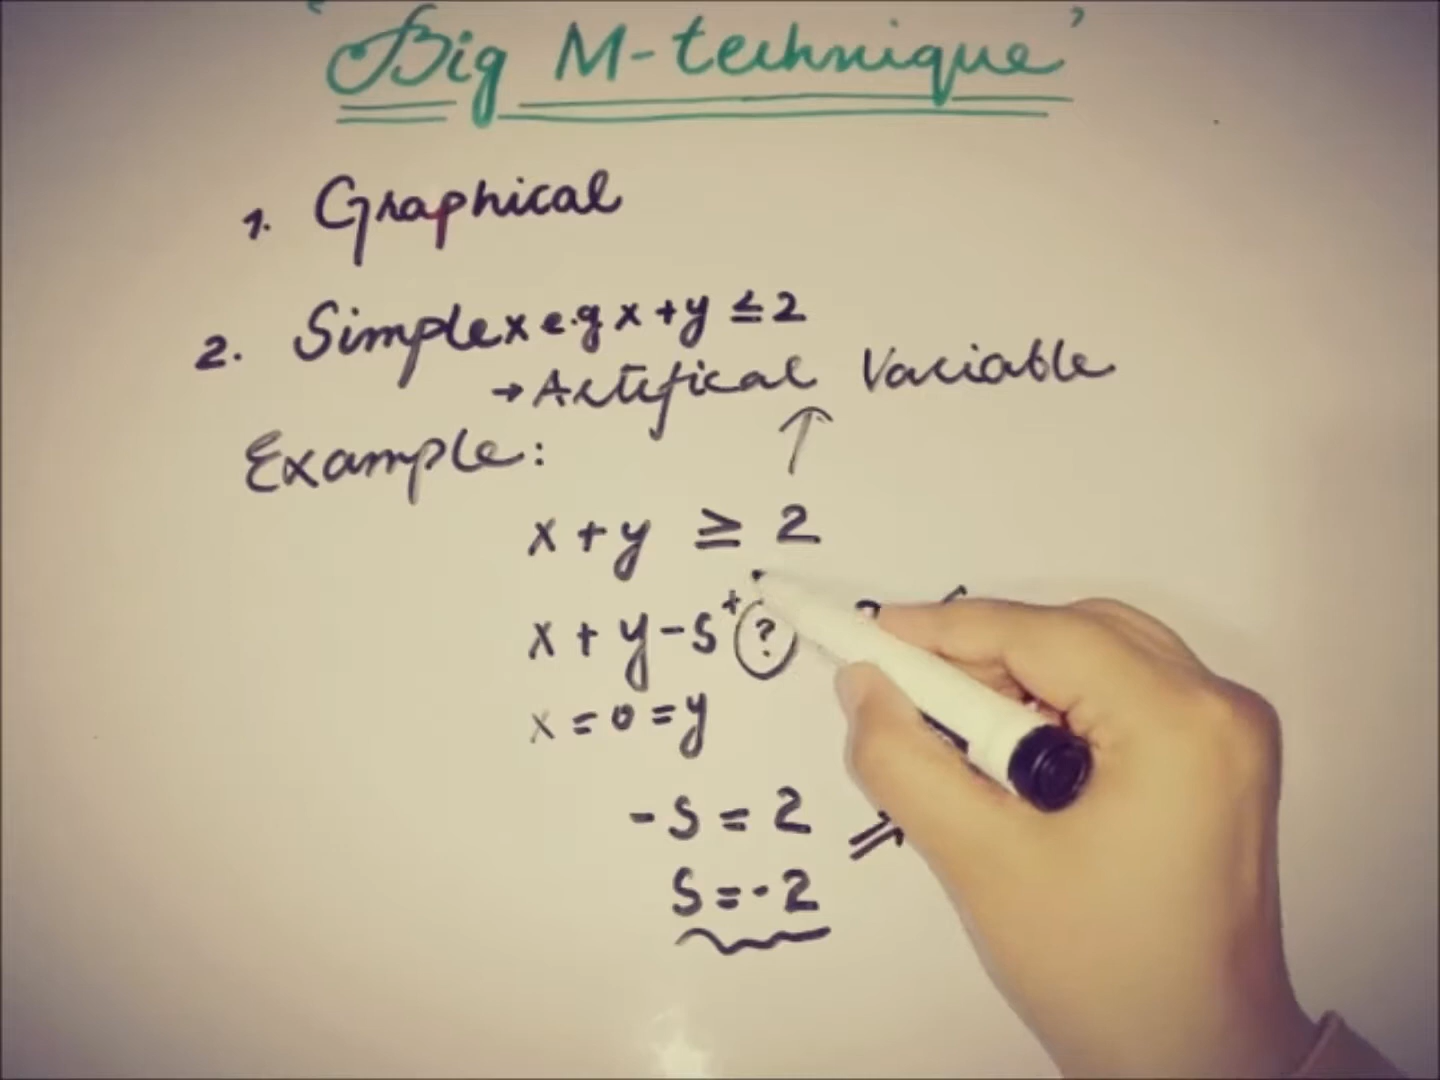 ' Big M-technique '
1. Graphical
2. Simplex e.g x + y ≤ 2
→ Artifical Variable
Example:
x + y ≥ 2
x + y - s + ?
x = 0 = y
- s = 2 ⇒
s = - 2